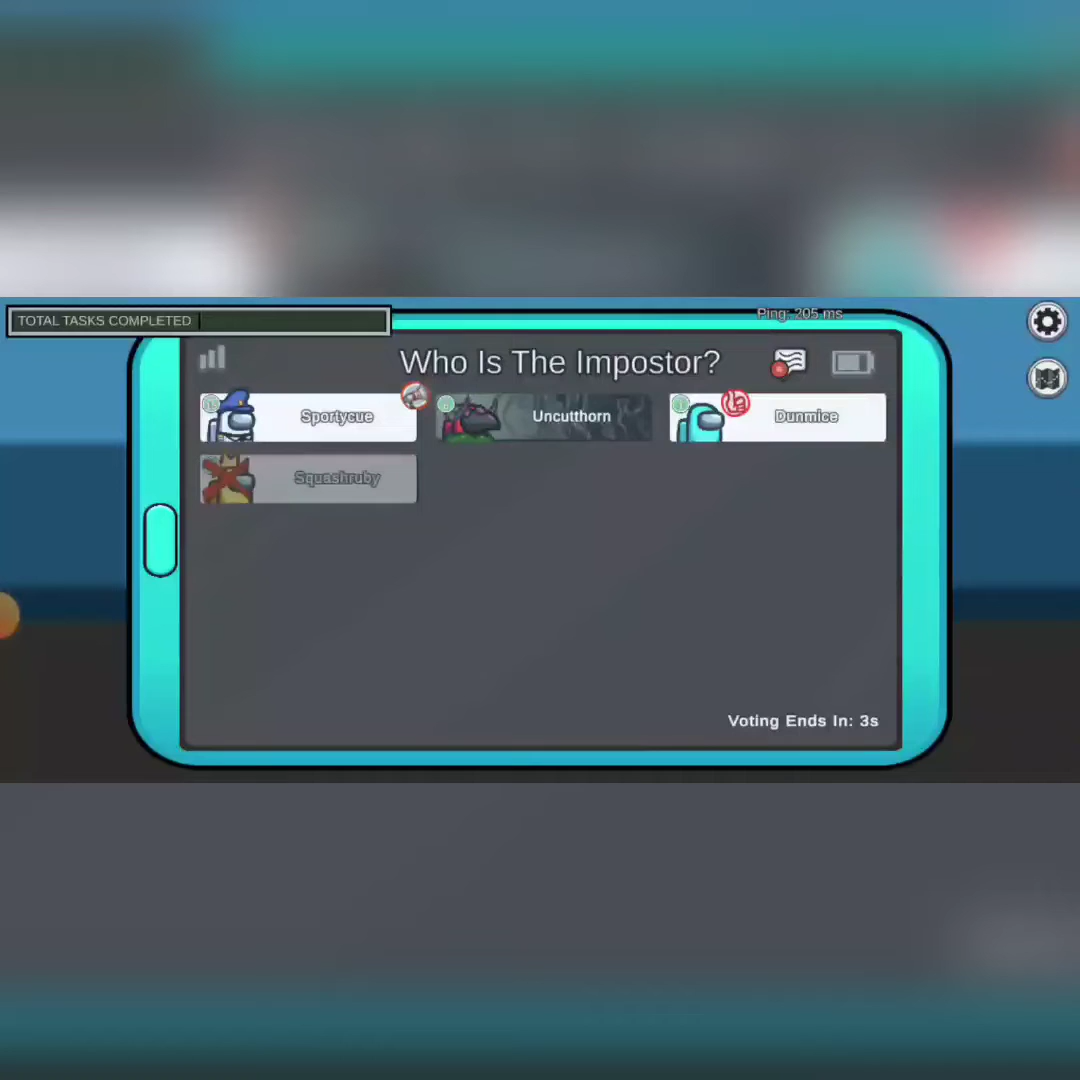 TOTAL TASKS COMPLETED
Ping: 205 ms
Who Is The Impostor?
Sportycue
Uncutthorn
Dunmice
Squashruby
Voting Ends In: 3s